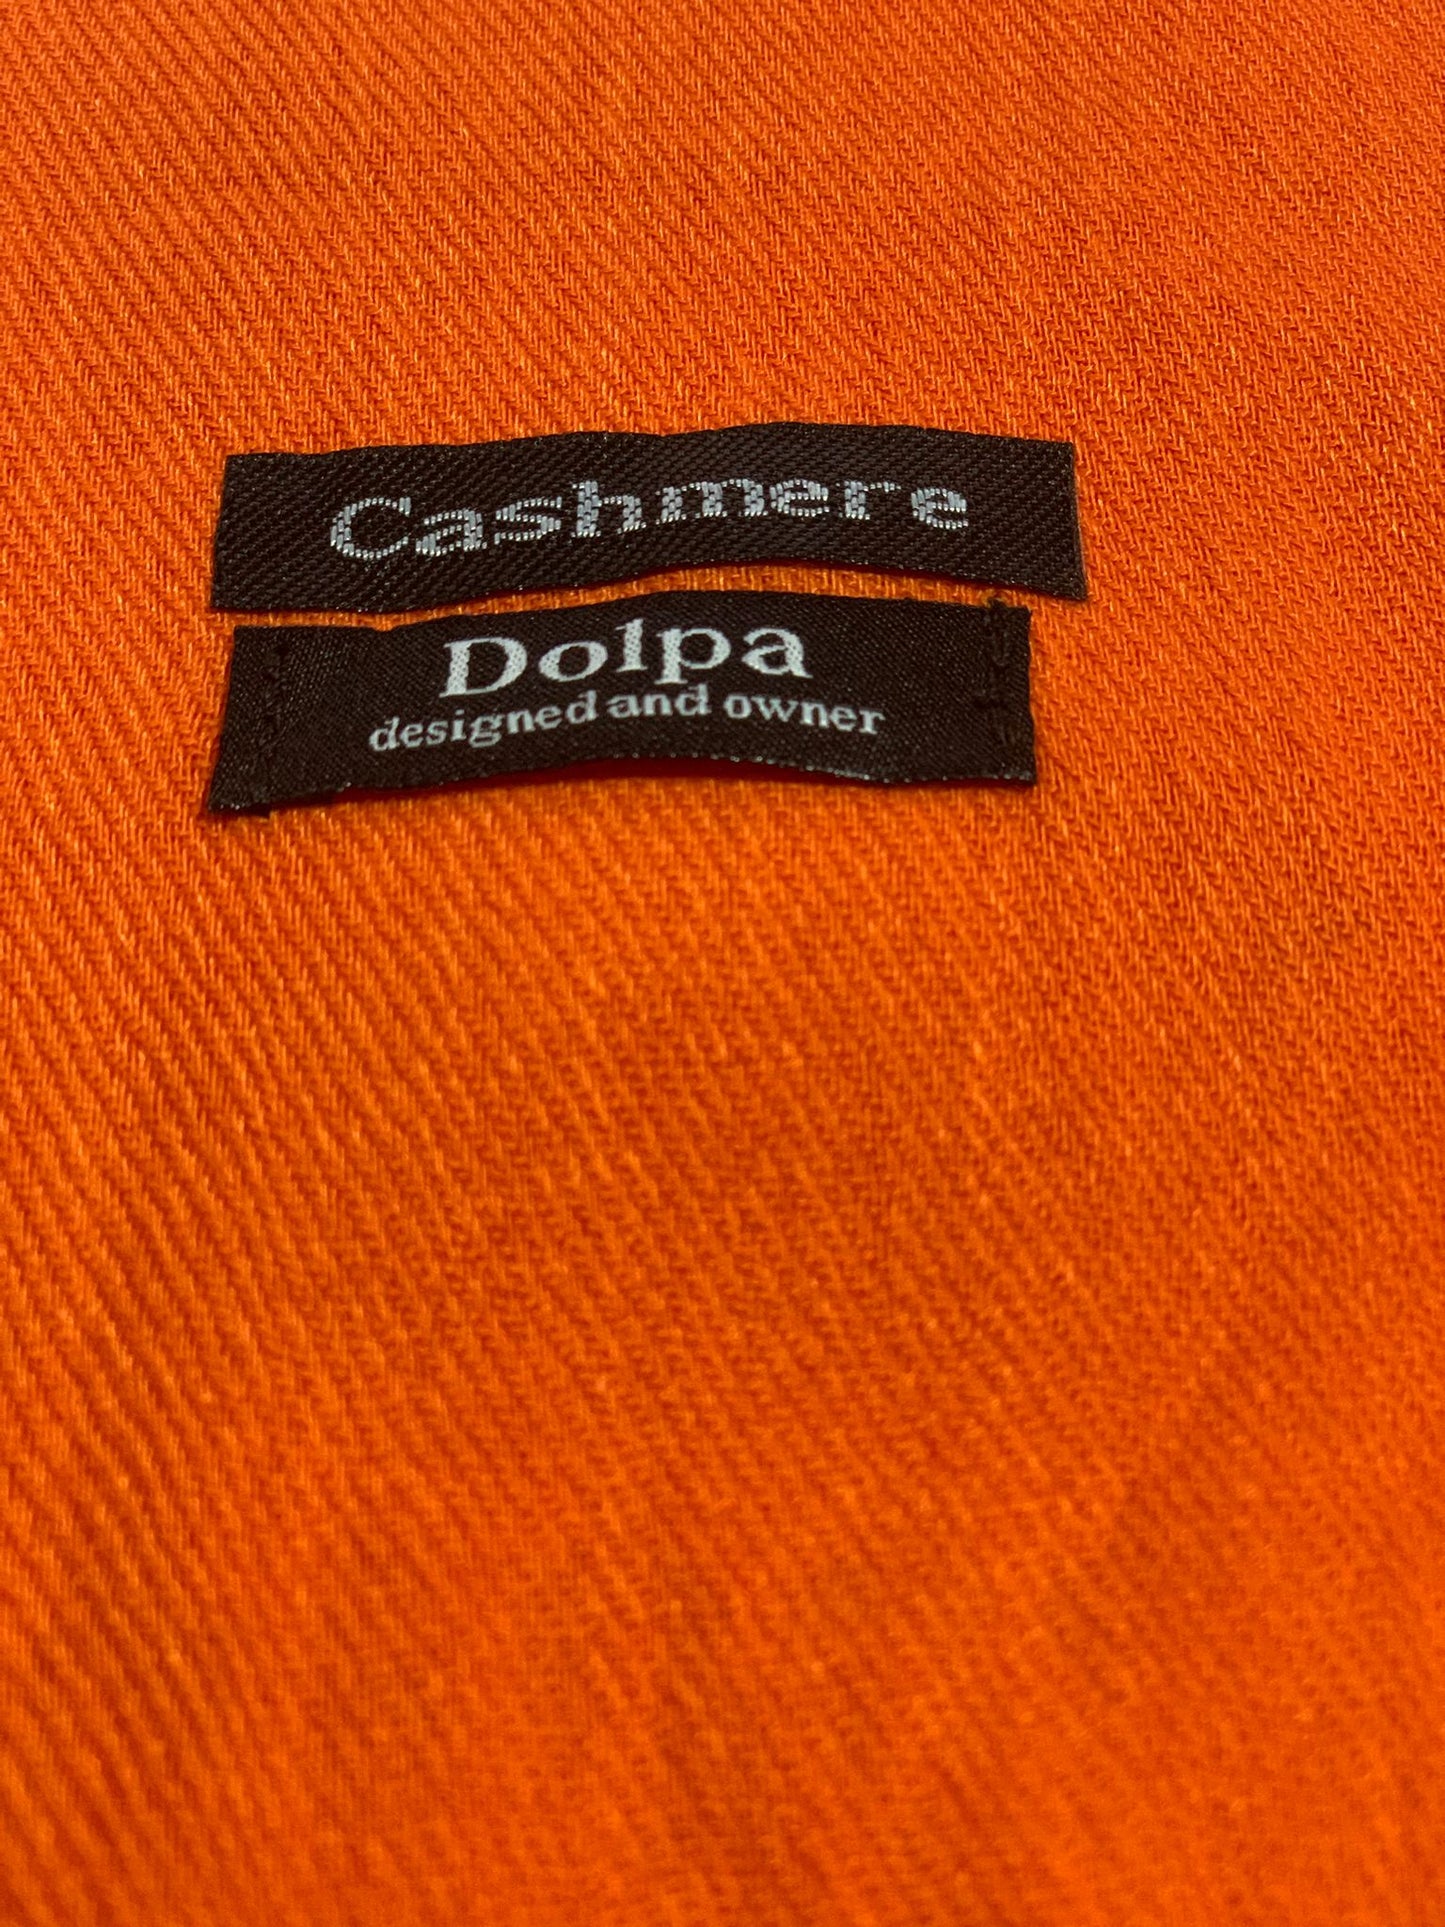 Cashmere
Dolpa
designed and owner